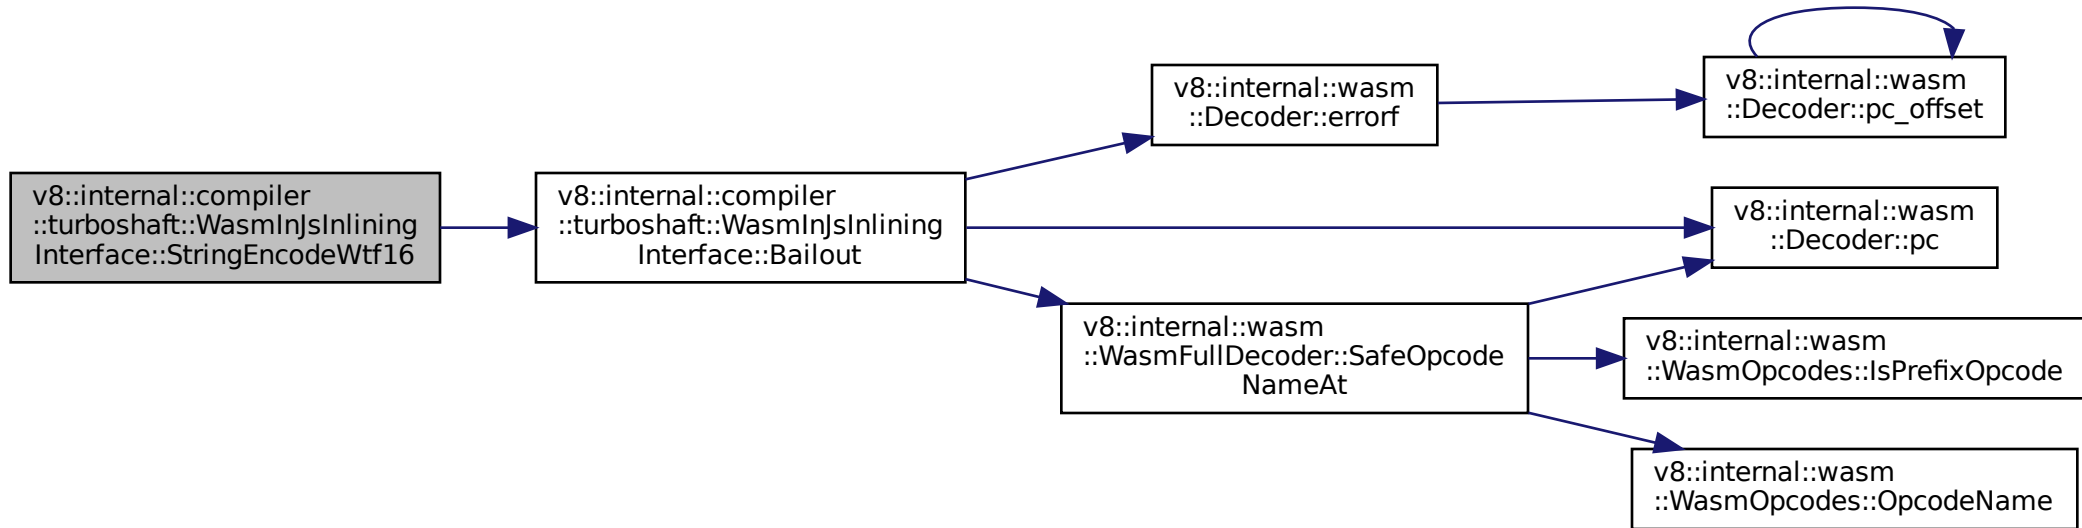 v8::internal::compiler
::turboshaft::WasmInJsInlining
Interface::StringEncodeWtf16
v8::internal::compiler
::turboshaft::WasmInJsInlining
Interface::Bailout
v8::internal::wasm
::Decoder::errorf
v8::internal::wasm
::Decoder::pc_offset
v8::internal::wasm
::Decoder::pc
v8::internal::wasm
::WasmFullDecoder::SafeOpcode
NameAt
v8::internal::wasm
::WasmOpcodes::IsPrefixOpcode
v8::internal::wasm
::WasmOpcodes::OpcodeName